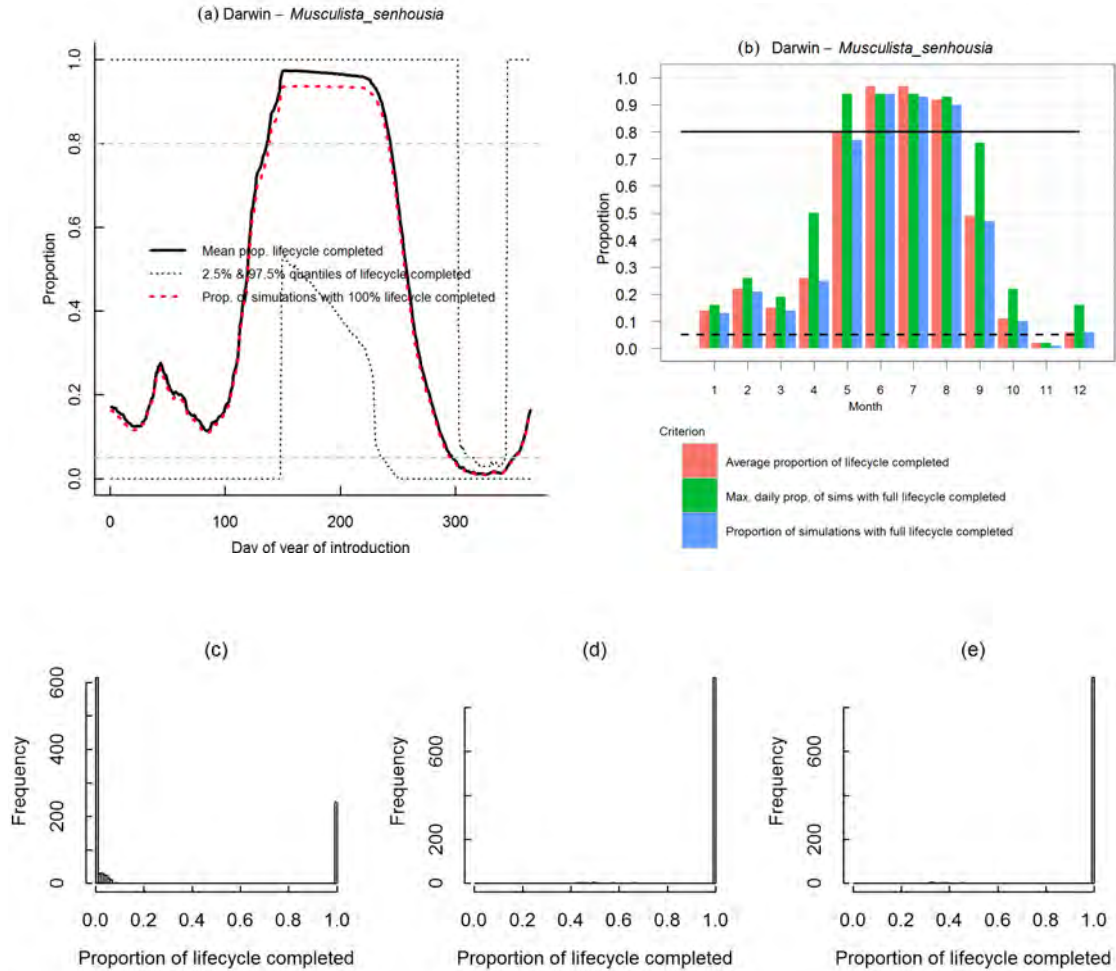 (a) Darwin – Musculista_senhousia
1.0
0.8
0.6
0.4
0.2
0.0
Proportion
Mean prop. lifecycle completed
2.5% & 97.5% quantiles of lifecycle completed
Prop. of simulations with 100% lifecycle completed
0 100 200 300
Day of year of introduction
(b) Darwin – Musculista_senhousia
1.0
0.9
0.8
0.7
0.6
0.5
0.4
0.3
0.2
0.1
0.0
Proportion
1 2 3 4 5 6 7 8 9 10 11 12
Month
Criterion
Average proportion of lifecycle completed
Max. daily prop. of sims with full lifecycle completed
Proportion of simulations with full lifecycle completed
(c)
600
400
200
0
Frequency
0.0 0.2 0.4 0.6 0.8 1.0
Proportion of lifecycle completed
(d)
600
200
0
Frequency
0.0 0.2 0.4 0.6 0.8 1.0
Proportion of lifecycle completed
(e)
600
200
0
Frequency
0.0 0.2 0.4 0.6 0.8 1.0
Proportion of lifecycle completed